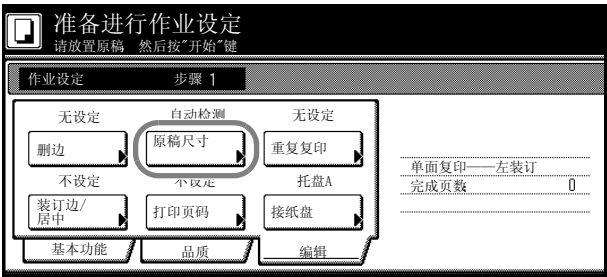 准备进行作业设定
请放置原稿 然后按"开始"键
作业设定 步骤 1
无设定 自动检测 无设定
删边 原稿尺寸 重复复印
不设定 不设定 托盘A
装订边/居中 打印页码 接纸盘
单面复印——左装订
完成页数 0
基本功能 品质 编辑